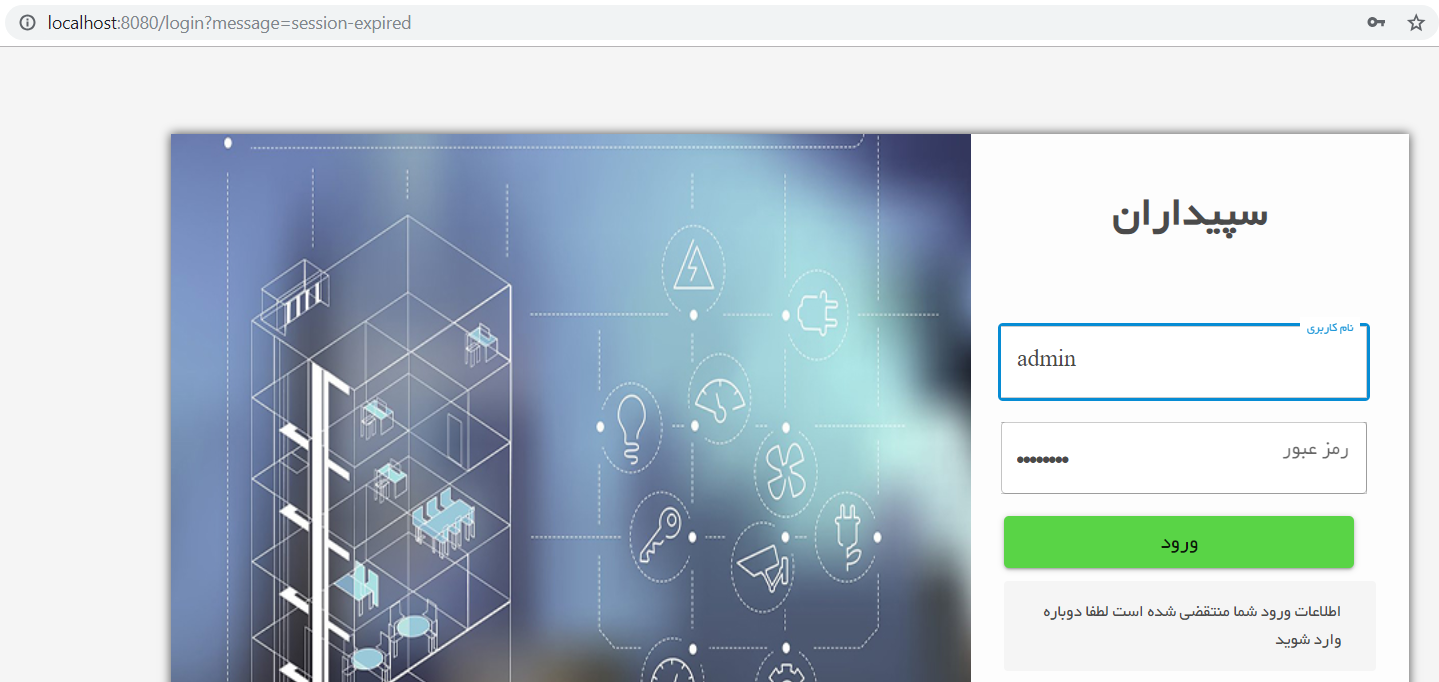 localhost:8080/login?message=session-expired
سپیداران
نام کاربری
admin
رمز عبور
••••••••
ورود
اطلاعات ورود شما منتقضی شده است لطفا دوباره
وارد شوید